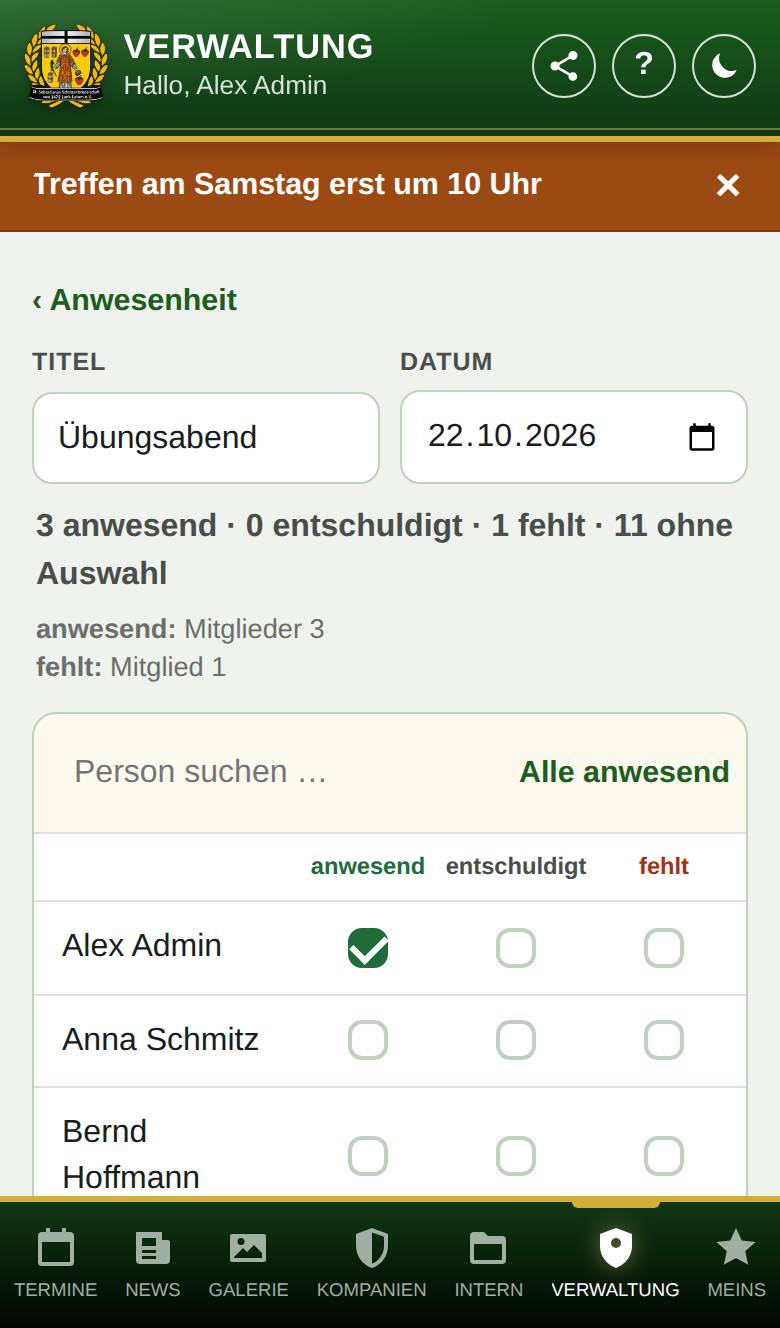 VERWALTUNG
Hallo, Alex Admin
?
Treffen am Samstag erst um 10 Uhr
×
‹ Anwesenheit
TITEL
DATUM
Übungsabend
22.10.2026
3 anwesend · 0 entschuldigt · 1 fehlt · 11 ohne
Auswahl
anwesend: Mitglieder 3
fehlt: Mitglied 1
Person suchen …
Alle anwesend
anwesend entschuldigt fehlt
Alex Admin
Anna Schmitz
Bernd
Hoffmann
TERMINE NEWS GALERIE KOMPANIEN INTERN VERWALTUNG MEINS